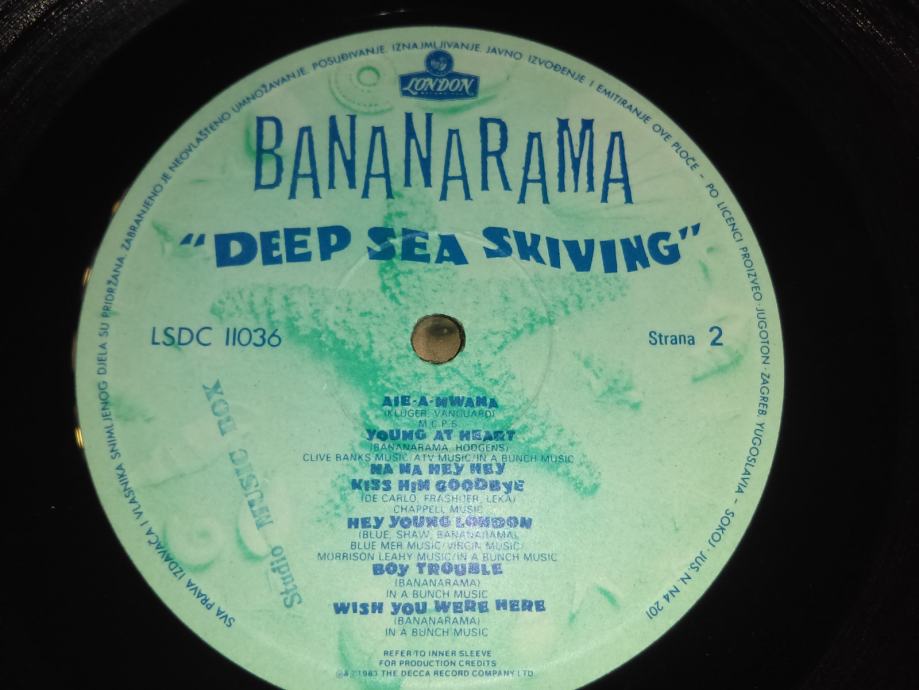 SVA PRAVA IZDAVAČA I VLASNIKA SNIMLJENOG DJELA SU PRIDRŽANA. ZABRANJENO JE NEOVLAŠTENO UMNOŽAVANJE, POSUĐIVANJE, IZNAJMLJIVANJE, JAVNO IZVOĐENJE I EMITIRANJE OVE PLOČE - PO LICENCI PROIZVEO · JUGOTON · ZAGREB, YUGOSLAVIA - SOKOJ · JUS N. N4 201
LONDON
BANANARAMA
"DEEP SEA SKIVING"
LSDC 11036
Strana 2
Studio MUSIC BOX
AIE-A-MWANA
(KLUGER, VANGUARD)
M.C.P.S.
YOUNG AT HEART
(BANANARAMA, HODGENS)
CLIVE BANKS MUSIC/ATV MUSIC/IN A BUNCH MUSIC
NA NA HEY HEY
KISS HIM GOODBYE
(DE CARLO, FRASHUER, LEKA)
CHAPPELL MUSIC
HEY YOUNG LONDON
(BLUE, SHAW, BANANARAMA)
BLUE MER MUSIC/VIRGIN MUSIC/
MORRISON LEAHY MUSIC/IN A BUNCH MUSIC
BOY TROUBLE
(BANANARAMA)
IN A BUNCH MUSIC
WISH YOU WERE HERE
(BANANARAMA)
IN A BUNCH MUSIC
REFER TO INNER SLEEVE
FOR PRODUCTION CREDITS
1983 THE DECCA RECORD COMPANY LTD